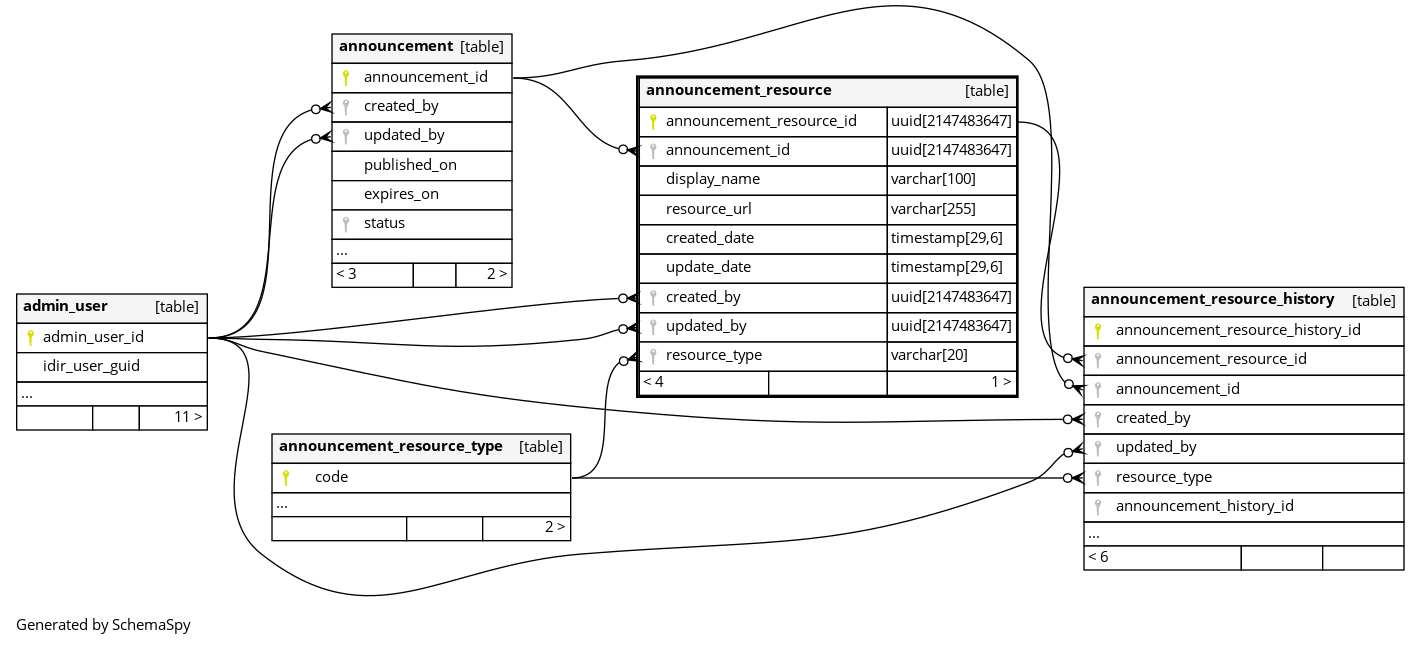 announcement [table]
announcement_id
created_by
updated_by
published_on
expires_on
status
...
< 3 2 >
announcement_resource [table]
announcement_resource_id uuid[2147483647]
announcement_id uuid[2147483647]
display_name varchar[100]
resource_url varchar[255]
created_date timestamp[29,6]
update_date timestamp[29,6]
created_by uuid[2147483647]
updated_by uuid[2147483647]
resource_type varchar[20]
< 4 1 >
admin_user [table]
admin_user_id
idir_user_guid
...
11 >
announcement_resource_type [table]
code
...
2 >
announcement_resource_history [table]
announcement_resource_history_id
announcement_resource_id
announcement_id
created_by
updated_by
resource_type
announcement_history_id
...
< 6
Generated by SchemaSpy